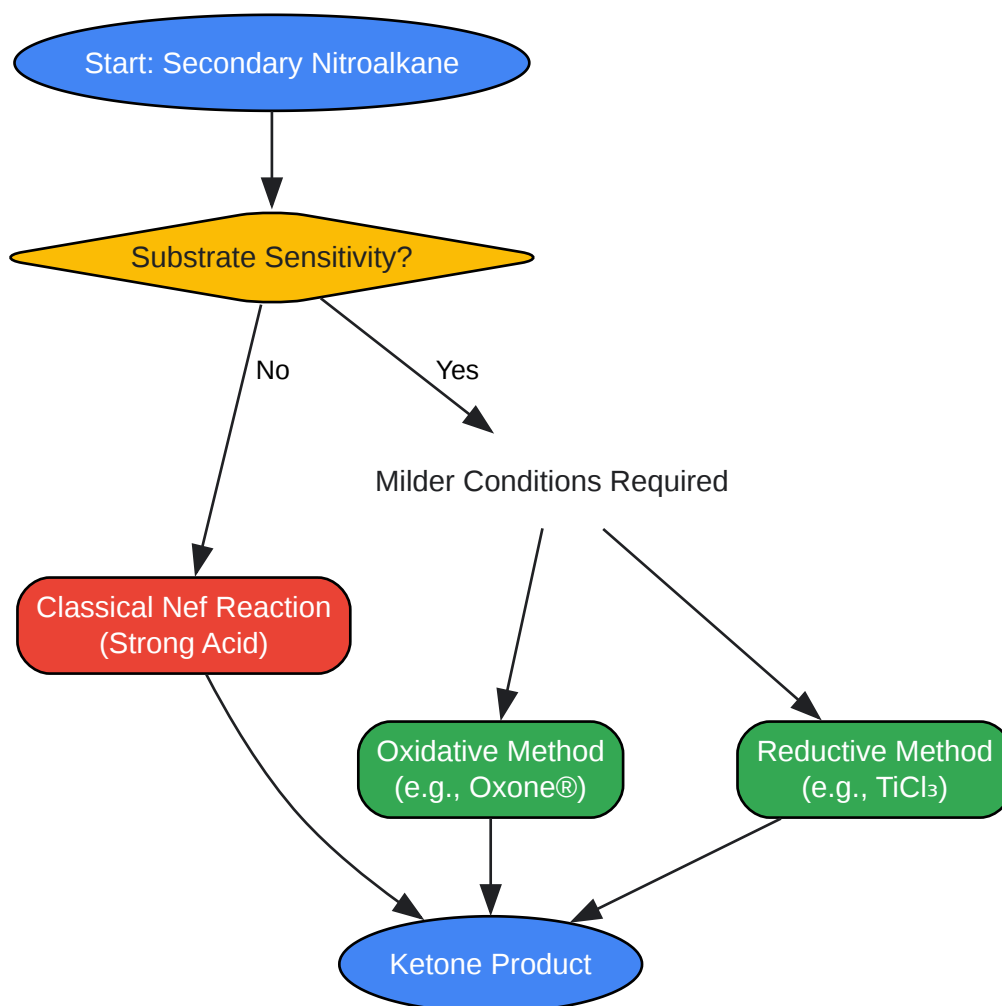 Start: Secondary Nitroalkane
Substrate Sensitivity?
No
Yes
Milder Conditions Required
Classical Nef Reaction
(Strong Acid)
Oxidative Method
(e.g., Oxone®)
Reductive Method
(e.g., TiCl₃)
Ketone Product